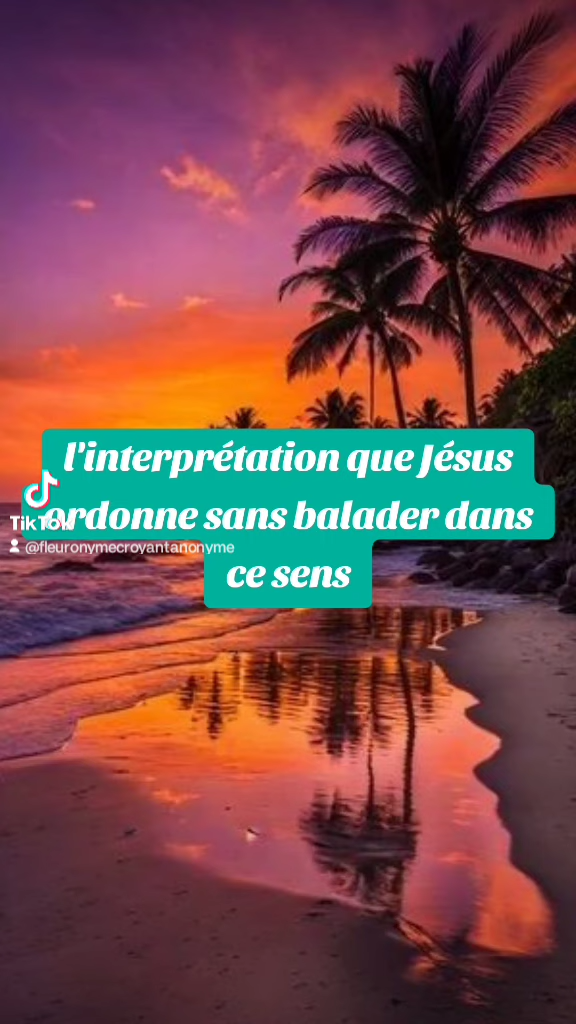 l'interprétation que Jésus
ordonne sans balader dans
TikTok
@fleuronymecroyantanonyme
ce sens